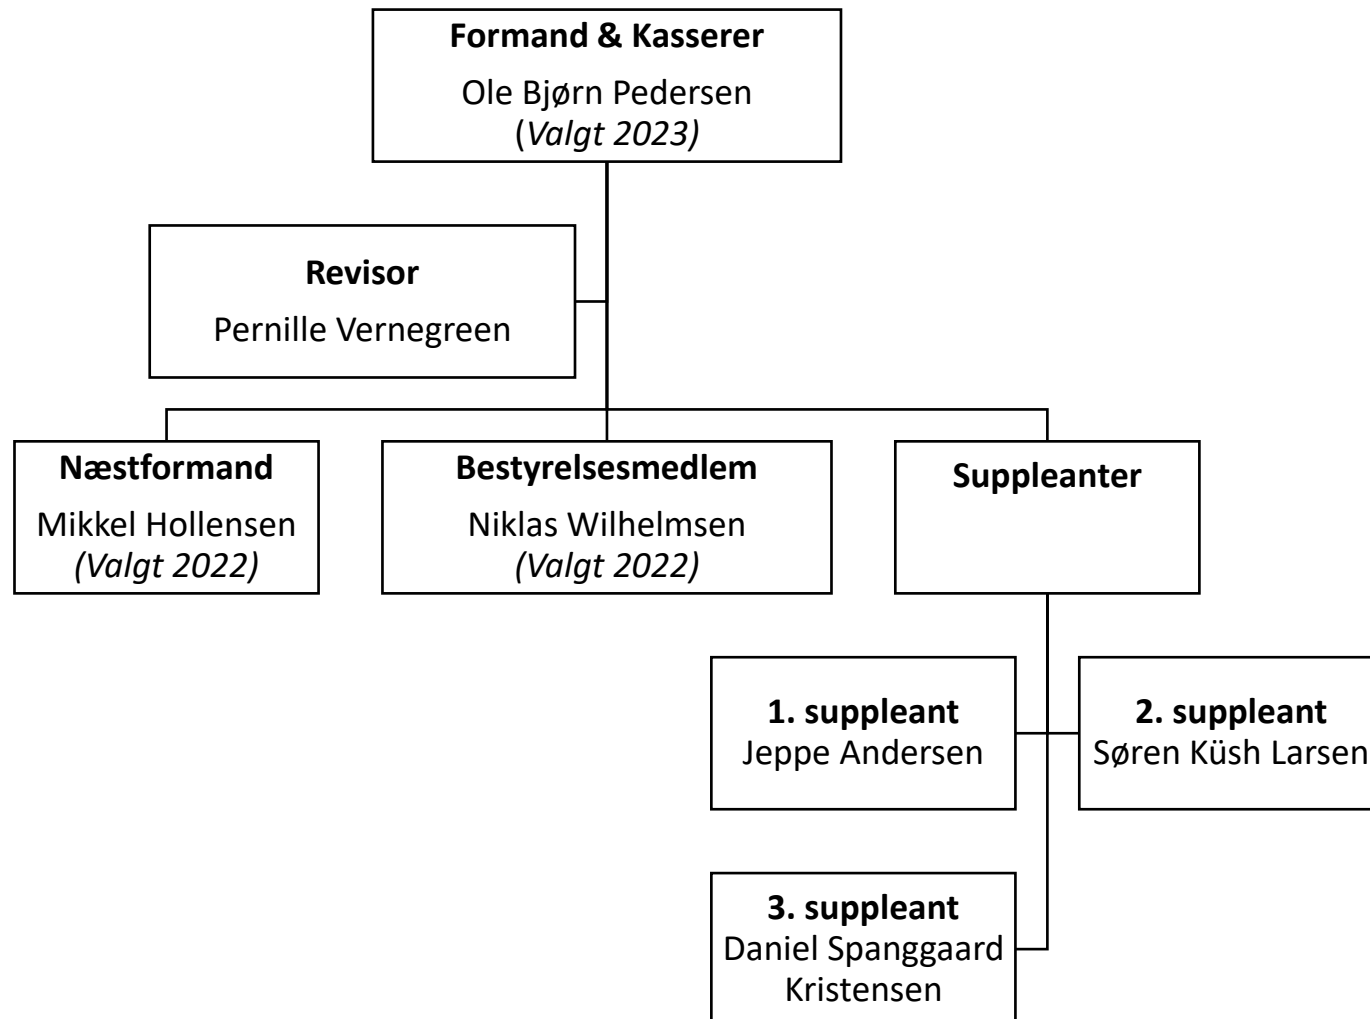 Formand & Kasserer
Ole Bjørn Pedersen
(Valgt 2023)
Revisor
Pernille Vernegreen
Næstformand
Mikkel Hollensen
(Valgt 2022)
Bestyrelsesmedlem
Niklas Wilhelmsen
(Valgt 2022)
Suppleanter
1. suppleant
Jeppe Andersen
2. suppleant
Søren Küsh Larsen
3. suppleant
Daniel Spanggaard
Kristensen